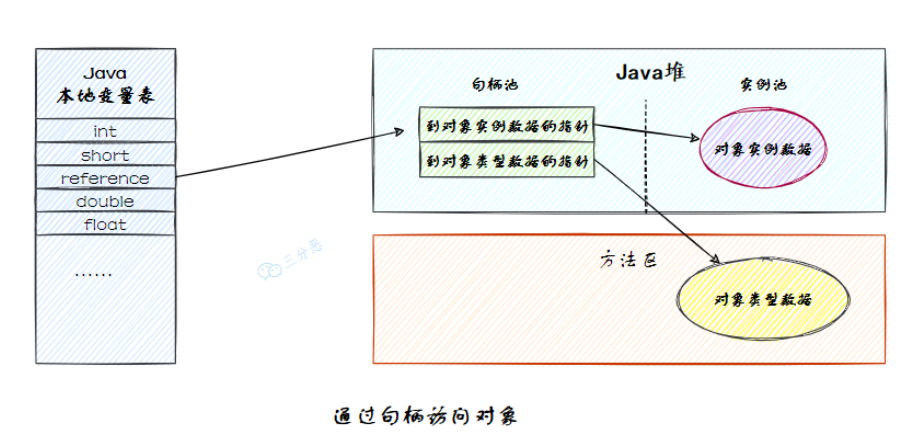 Java
本地变量表
int
short
reference
double
float
......
Java堆
句柄池
实例池
到对象实例数据的指针
到对象类型数据的指针
对象实例数据
方法区
对象类型数据
三分恶
通过句柄访问对象